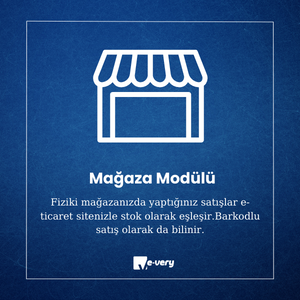 Mağaza Modülü
Fiziki mağazanızda yaptığınız satışlar e-
ticaret sitenizle stok olarak eşleşir.Barkodlu
satış olarak da bilinir.
e-very